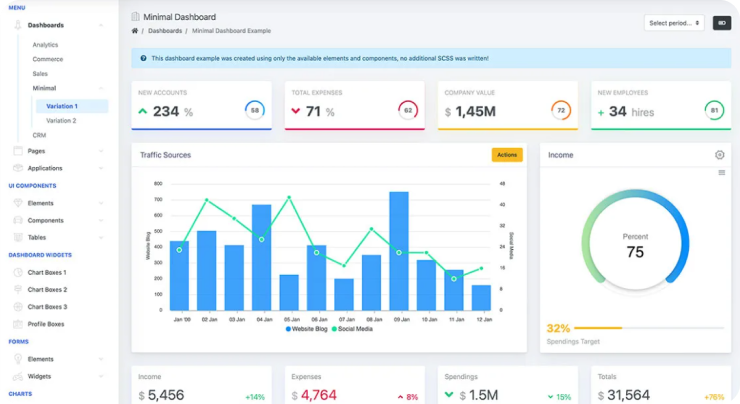 MENU
Dashboards
Analytics
Commerce
Sales
Minimal
Variation 1
Variation 2
CRM
Pages
Applications
UI COMPONENTS
Elements
Components
Tables
DASHBOARD WIDGETS
Chart Boxes 1
Chart Boxes 2
Chart Boxes 3
Profile Boxes
FORMS
Elements
Widgets
CHARTS
Minimal Dashboard
/ Dashboards / Minimal Dashboard Example
Select period...
This dashboard example was created using only the available elements and components, no additional SCSS was written!
NEW ACCOUNTS
234 %
58
TOTAL EXPENSES
71 %
62
COMPANY VALUE
$ 1,45M
72
NEW EMPLOYEES
+ 34 hires
81
Traffic Sources
Actions
800
700
600
500
400
300
200
100
0
Website Blog
48
40
32
24
16
8
0
Social Media
Jan '00 02 Jan 03 Jan 04 Jan 05 Jan 06 Jan 07 Jan 08 Jan 09 Jan 10 Jan 11 Jan 12 Jan
Website Blog Social Media
Income
Percent
75
32%
Spendings Target
Income
$ 5,456
+14%
Expenses
$ 4,764
8%
Spendings
$ 1.5M
15%
Totals
$ 31,564
+76%